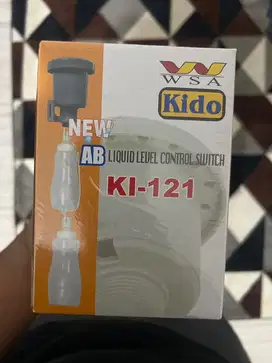 WSA
Kido
NEW
AB LIQUID LEVEL CONTROL SWITCH
KI-121